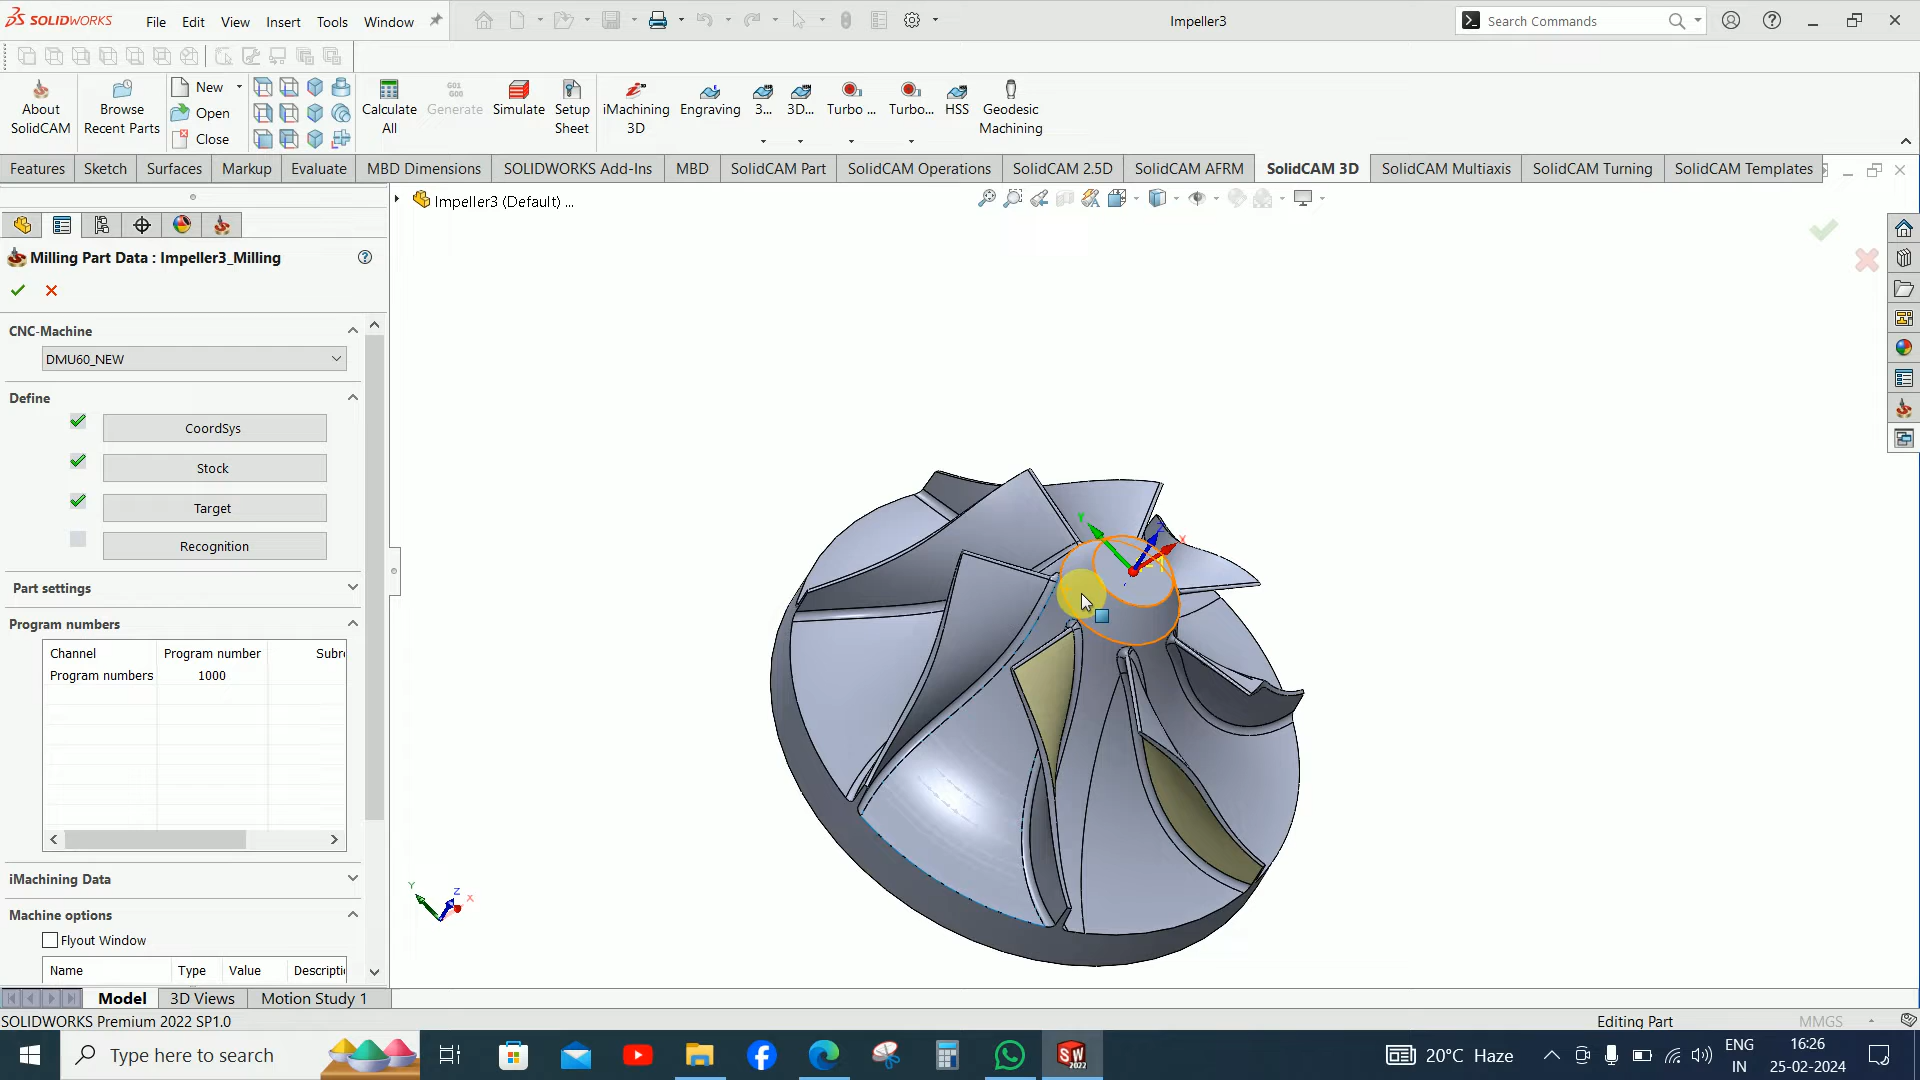 SOLIDWORKS File Edit View Insert Tools Window Impeller3 Search Commands
About SolidCAM
Browse Recent Parts
New
Open
Close
Calculate All
Generate
Simulate
Setup Sheet
iMachining 3D
Engraving
3...
3D...
Turbo ...
Turbo...
HSS
Geodesic Machining
Features Sketch Surfaces Markup Evaluate MBD Dimensions SOLIDWORKS Add-Ins MBD SolidCAM Part SolidCAM Operations SolidCAM 2.5D SolidCAM AFRM SolidCAM 3D SolidCAM Multiaxis SolidCAM Turning SolidCAM Templates
Impeller3 (Default) ...
Milling Part Data : Impeller3_Milling
CNC-Machine
DMU60_NEW
Define
CoordSys
Stock
Target
Recognition
Part settings
Program numbers
Channel Program number Subr
Program numbers 1000
iMachining Data
Machine options
Flyout Window
Name Type Value Descripti
Y Z X
Y Z X
Model 3D Views Motion Study 1
SOLIDWORKS Premium 2022 SP1.0 Editing Part MMGS
Type here to search
20°C Haze
ENG
IN
16:26
25-02-2024